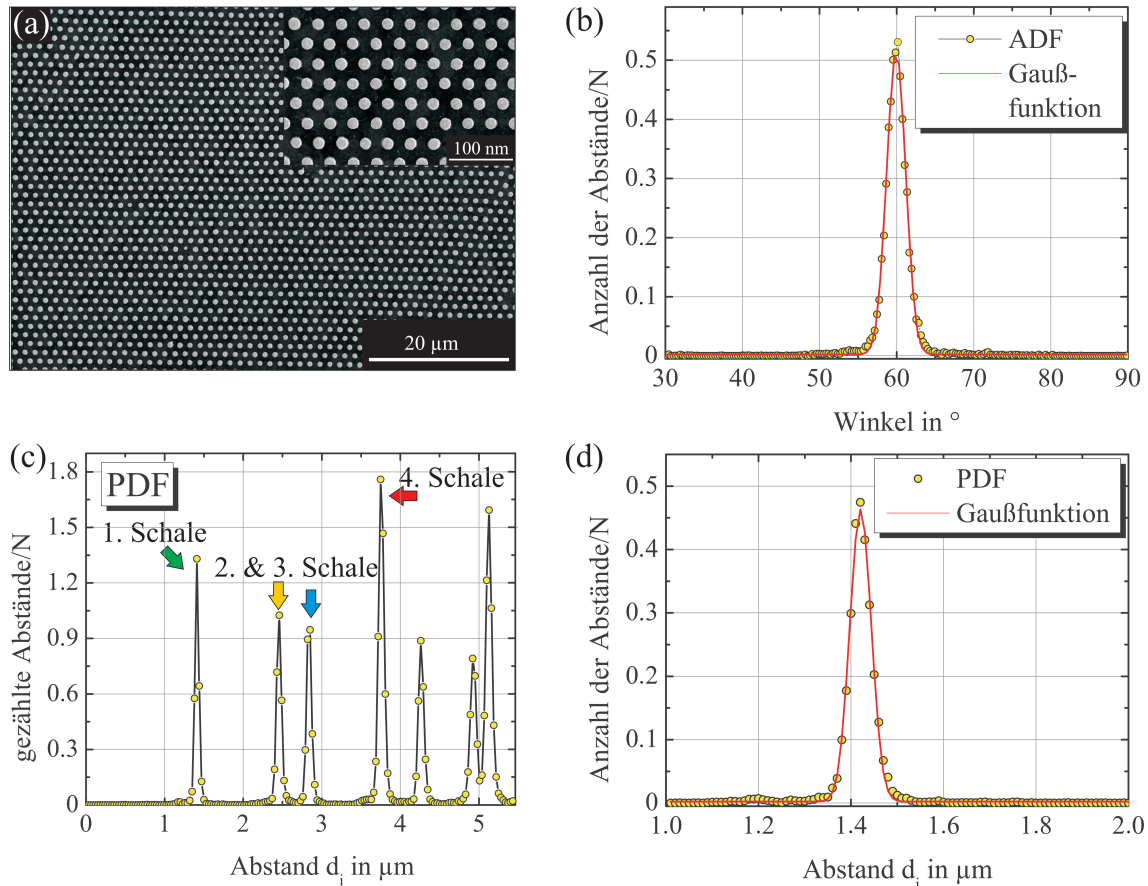 (a)
100 nm
20 µm
(b)
ADF
Gauß-
funktion
Anzahl der Abstände/N
0.5
0.4
0.3
0.2
0.1
0
30 40 50 60 70 80 90
Winkel in °
(c)
PDF
1. Schale
2. & 3. Schale
4. Schale
gezählte Abstände/N
1.8
1.5
1.2
0.9
0.6
0.3
0
0 1 2 3 4 5
Abstand d_i in µm
(d)
PDF
Gaußfunktion
Anzahl der Abstände/N
0.5
0.4
0.3
0.2
0.1
0
1.0 1.2 1.4 1.6 1.8 2.0
Abstand d_i in µm